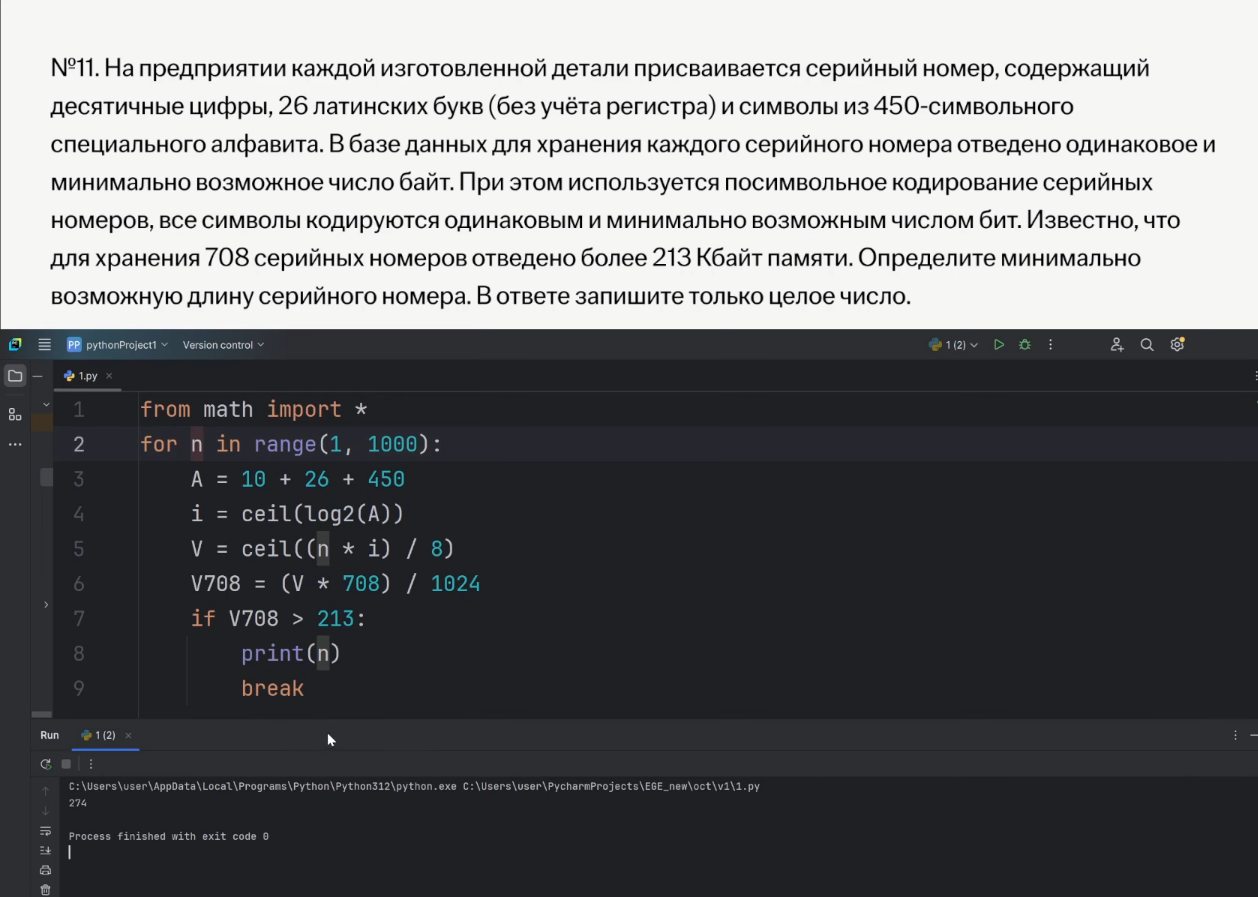 №11. На предприятии каждой изготовленной детали присваивается серийный номер, содержащий
десятичные цифры, 26 латинских букв (без учёта регистра) и символы из 450-символьного
специального алфавита. В базе данных для хранения каждого серийного номера отведено одинаковое и
минимально возможное число байт. При этом используется посимвольное кодирование серийных
номеров, все символы кодируются одинаковым и минимально возможным числом бит. Известно, что
для хранения 708 серийных номеров отведено более 213 Кбайт памяти. Определите минимально
возможную длину серийного номера. В ответе запишите только целое число.
PP pythonProject1 Version control 1 (2)
1.py
1 from math import *
2 for n in range(1, 1000):
3 A = 10 + 26 + 450
4 i = ceil(log2(A))
5 V = ceil((n * i) / 8)
6 V708 = (V * 708) / 1024
7 if V708 > 213:
8 print(n)
9 break
Run 1 (2)
C:\Users\user\AppData\Local\Programs\Python\Python312\python.exe C:\Users\user\PycharmProjects\EGE_new\oct\v1\1.py
274
Process finished with exit code 0